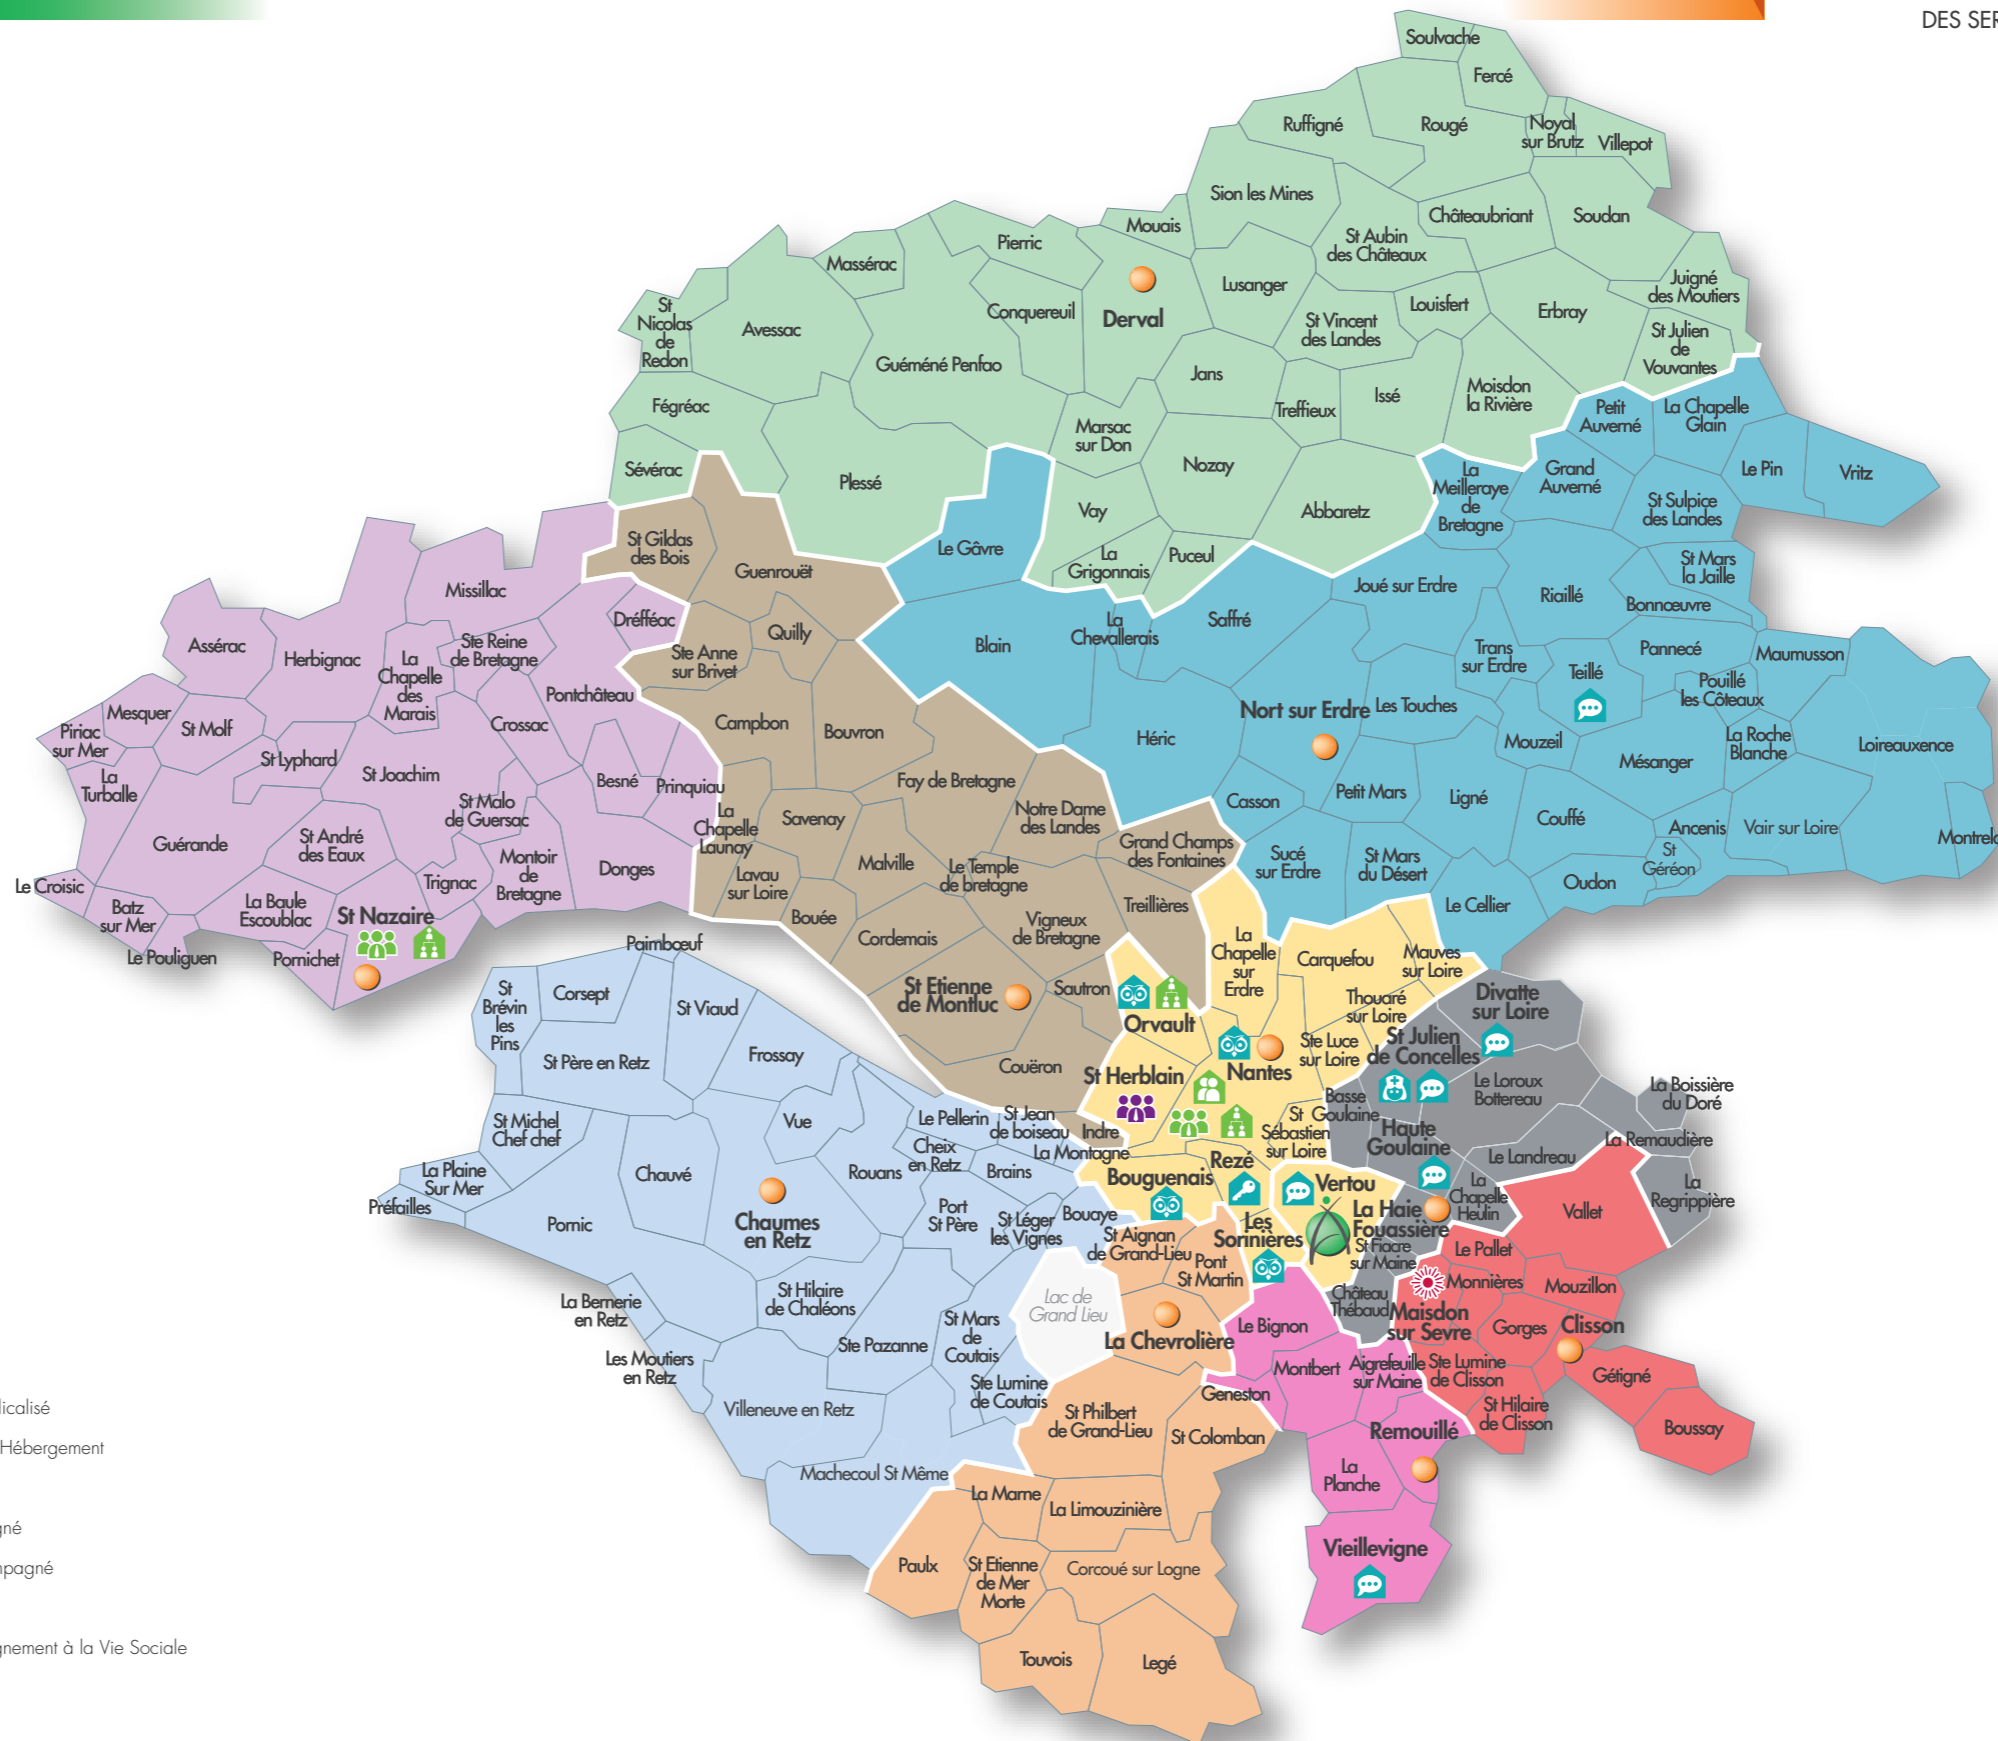 DES SER
Soulvache
Fercé
Ruffigné
Rougé
Noyal
sur Brutz
Villepot
Sion les Mines
Châteaubriant
Soudan
Mouais
St Aubin
des Châteaux
Pierric
Massérac
Lusanger
Louisfert
Juigné
des Moutiers
St
Nicolas
de
Redon
Avessac
Conquereuil
Derval
St Vincent
des Landes
Erbray
St Julien
de
Vouvantes
Guéméné Penfao
Jans
Treffieux
Issé
Moisdon
la Rivière
Fégréac
Marsac
sur Don
Petit
Auverné
La Chapelle
Glain
Sévérac
Plessé
Nozay
La
Meilleraye
de
Bretagne
Grand
Auverné
Le Pin
Vritz
Vay
Abbaretz
St Sulpice
des Landes
St Gildas
des Bois
Guenrouët
Le Gâvre
La
Grigonnais
Puceul
St Mars
la Jaille
Missillac
Joué sur Erdre
Riaillé
Bonnœuvre
Drefféac
Quilly
Blain
La
Chevallerais
Saffré
Assérac
Herbignac
La
Chapelle
des
Marais
Ste Reine
de Bretagne
Ste Anne
sur Brivet
Trans
sur Erdre
Teillé
Pannecé
Maumusson
Pontchâteau
Pouillé
les Côteaux
Mesquer
Piriac
sur Mer
St Molf
Crossac
Campbon
Bouvron
Nort sur Erdre
Les Touches
St Lyphard
St Joachim
Héric
Mouzeil
Mésanger
La Roche
Blanche
Loireauxence
La
Turballe
Besné
Prinquiau
Fay de Bretagne
Casson
Petit Mars
Ligné
St Malo
de Guersac
La
Chapelle
Launay
Savenay
Notre Dame
des Landes
Couffé
Ancenis
Vair sur Loire
Montrela
Guérande
St André
des Eaux
Montoir
de
Bretagne
Donges
Lavau
sur Loire
Malville
Le Temple
de bretagne
Grand Champs
des Fontaines
Sucé
sur Erdre
St Mars
du Désert
St
Géréon
Oudon
Le Croisic
Batz
sur Mer
La Baule
Escoublac
Trignac
St Nazaire
Bouée
Cordemais
Vigneux
de Bretagne
Treillières
Le Cellier
Le Pouliguen
Pornichet
Paimbœuf
La
Chapelle
sur
Erdre
Carquefou
Mauves
sur Loire
St
Brévin
les
Pins
Corsept
St Viaud
St Etienne
de Montluc
Sautron
Orvault
Thouaré
sur Loire
Divatte
sur Loire
St Père en Retz
Frossay
Couëron
St Herblain
Nantes
Ste Luce
sur Loire
St Julien
de Concelles
Le Loroux
Bottereau
La Boissière
du Doré
St Michel
Chef chef
Vue
Le Pellerin
St Jean
de boiseau
Indre
La Montagne
St
Sébastien
sur Loire
Basse
Goulaine
Haute
Goulaine
La Remaudière
Le Landreau
La Plaine
Sur Mer
Préfailles
Chauvé
Rouans
Cheix
en Retz
Brains
Bouguenais
Rezé
Vertou
La
Chapelle
Heulin
Vallet
La
Regrippière
Pornic
Chaumes
en Retz
Port
St Père
St Léger
les Vignes
Bouaye
St Aignan
de Grand-Lieu
Les
Sorinières
La Haie
Fouassière
St Fiacre
sur Maine
Le Pallet
Pont
St Martin
Monnières
Mouzillon
La Bernerie
en Retz
St Hilaire
de Chaléons
Lac de
Grand Lieu
Château
Thébaud
Maisdon
sur Sevre
Gorges
Clisson
Ste Pazanne
St Mars
de
Coutais
La Chevrolière
Le Bignon
Les Moutiers
en Retz
Montbert
Aigrefeuille
sur Maine
Ste Lumine
de Clisson
Gétigné
Ste Lumine
de Coutais
Geneston
St Hilaire
de Clisson
Villeneuve en Retz
St Philbert
de Grand-Lieu
St Colomban
Remouillé
Boussay
Machecoul St Même
La
Planche
La Marne
La Limouzinière
Vieillevigne
Paulx
St Etienne
de Mer
Morte
Corcoué sur Logne
Touvois
Legé
licalisé
Hébergement
gné
mpagné
gnement à la Vie Sociale